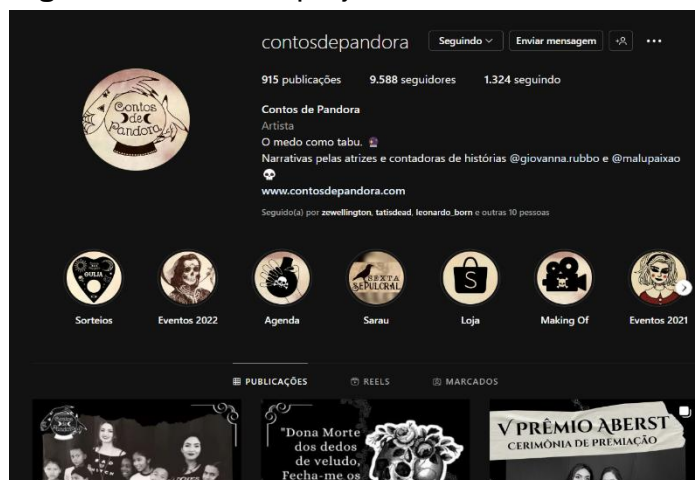 contosdepandora Seguindo Enviar mensagem
915 publicações 9.588 seguidores 1.324 seguindo
Contos de Pandora
Contos de Pandora
Artista
O medo como tabu.
Narrativas pelas atrizes e contadoras de histórias @giovanna.rubbo e @malupaixao
www.contosdepandora.com
Seguido(a) por zewellington, tatisdead, leonardo_born e outras 10 pessoas
OUIJA
SEXTA SEPULCRAL
S
Sorteios Eventos 2022 Agenda Sarau Loja Making Of Eventos 2021
PUBLICAÇÕES REELS MARCADOS
"Dona Morte
dos dedos
de veludo,
Fecha-me os
V PRÊMIO ABERST
CERIMÔNIA DE PREMIAÇÃO